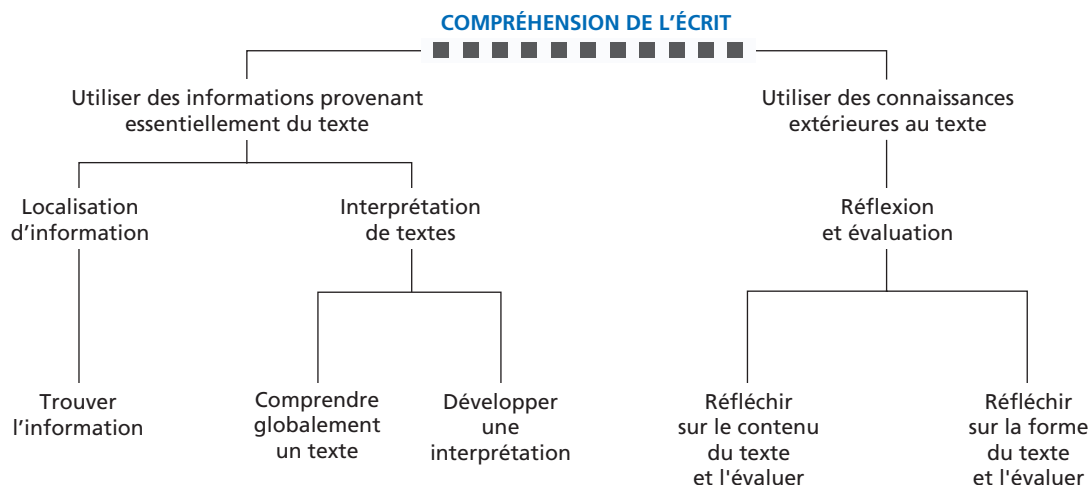 COMPRÉHENSION DE L'ÉCRIT
Utiliser des informations provenant
essentiellement du texte
Utiliser des connaissances
extérieures au texte
Localisation
d'information
Interprétation
de textes
Réflexion
et évaluation
Trouver
l'information
Comprendre
globalement
un texte
Développer
une
interprétation
Réfléchir
sur le contenu
du texte
et l'évaluer
Réfléchir
sur la forme
du texte
et l'évaluer